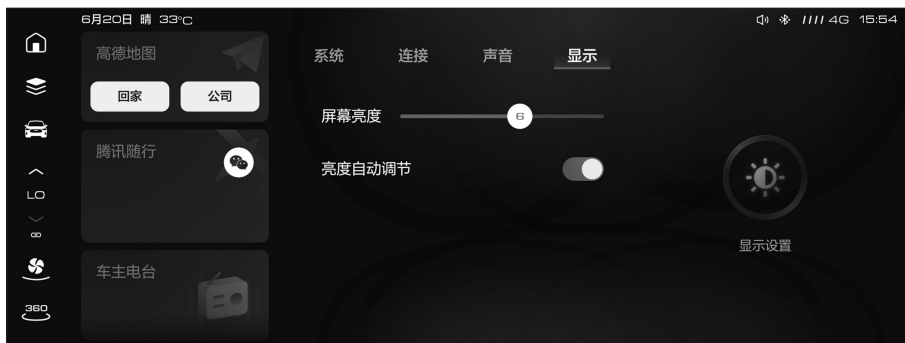 6月20日 晴 33°C
4G 15:54
高德地图
回家 公司
腾讯随行
车主电台
LO
360
系统 连接 声音 显示
屏幕亮度 6
亮度自动调节
显示设置